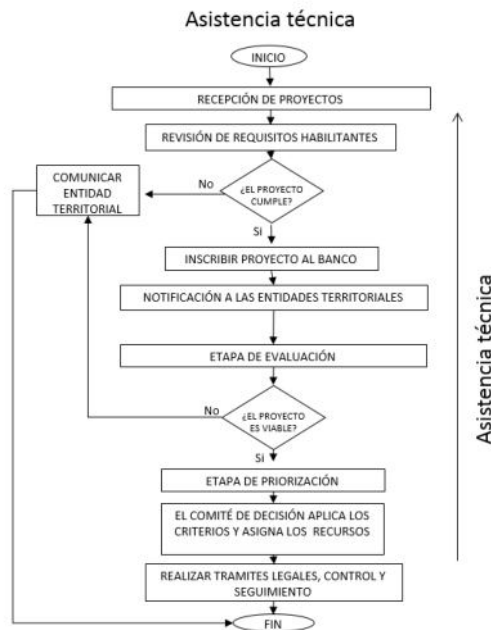 Asistencia técnica
INICIO
RECEPCIÓN DE PROYECTOS
REVISIÓN DE REQUISITOS HABILITANTES
COMUNICAR
ENTIDAD
TERRITORIAL
No
¿EL PROYECTO
CUMPLE?
Si
INSCRIBIR PROYECTO AL BANCO
NOTIFICACIÓN A LAS ENTIDADES TERRITORIALES
ETAPA DE EVALUACIÓN
No
¿EL PROYECTO
ES VIABLE?
Si
ETAPA DE PRIORIZACIÓN
EL COMITÉ DE DECISIÓN APLICA LOS
CRITERIOS Y ASIGNA LOS RECURSOS
REALIZAR TRAMITES LEGALES, CONTROL Y
SEGUIMIENTO
FIN
Asistencia técnica